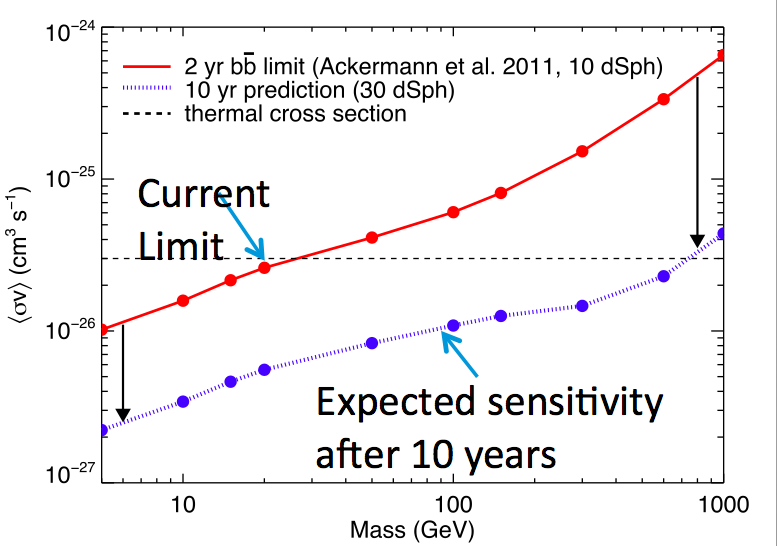 10⁻²⁴
2 yr bb̄ limit (Ackermann et al. 2011, 10 dSph)
10 yr prediction (30 dSph)
thermal cross section
10⁻²⁵
Current
Limit
⟨σv⟩ (cm³ s⁻¹)
10⁻²⁶
Expected sensitivity
after 10 years
10⁻²⁷
10 100 1000
Mass (GeV)